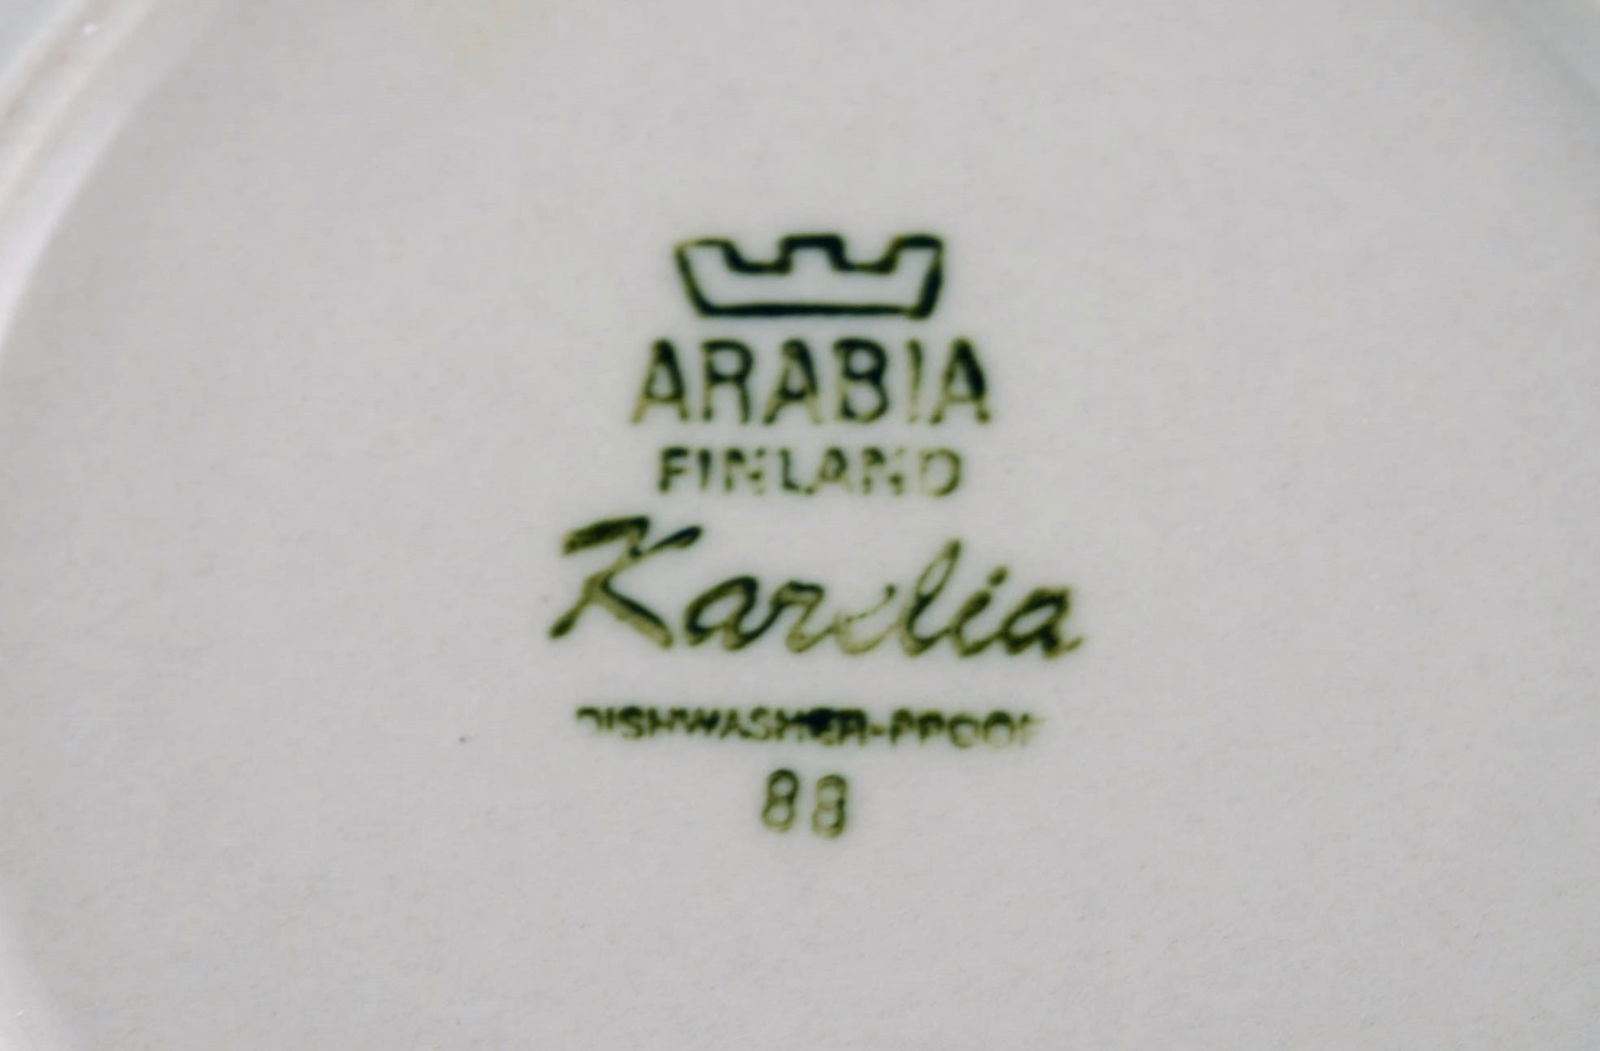 ARABIA
FINLAND
Karelia
DISHWASHER-PROOF
88